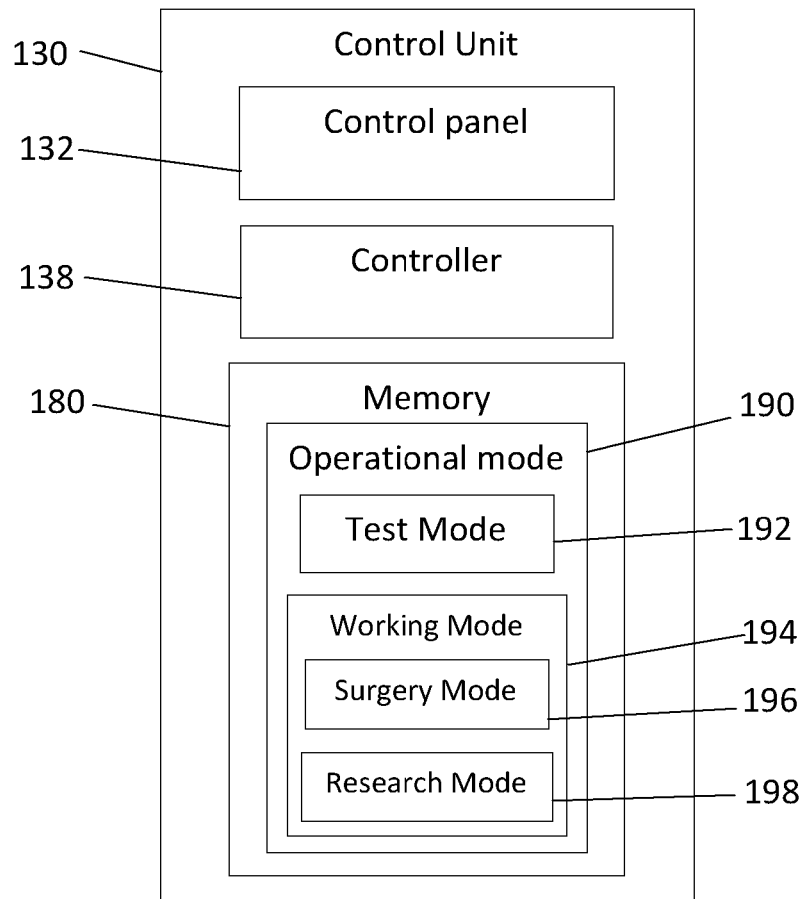 130
Control Unit
Control panel
132
Controller
138
180
Memory
190
Operational mode
Test Mode
192
Working Mode
194
Surgery Mode
196
Research Mode
198